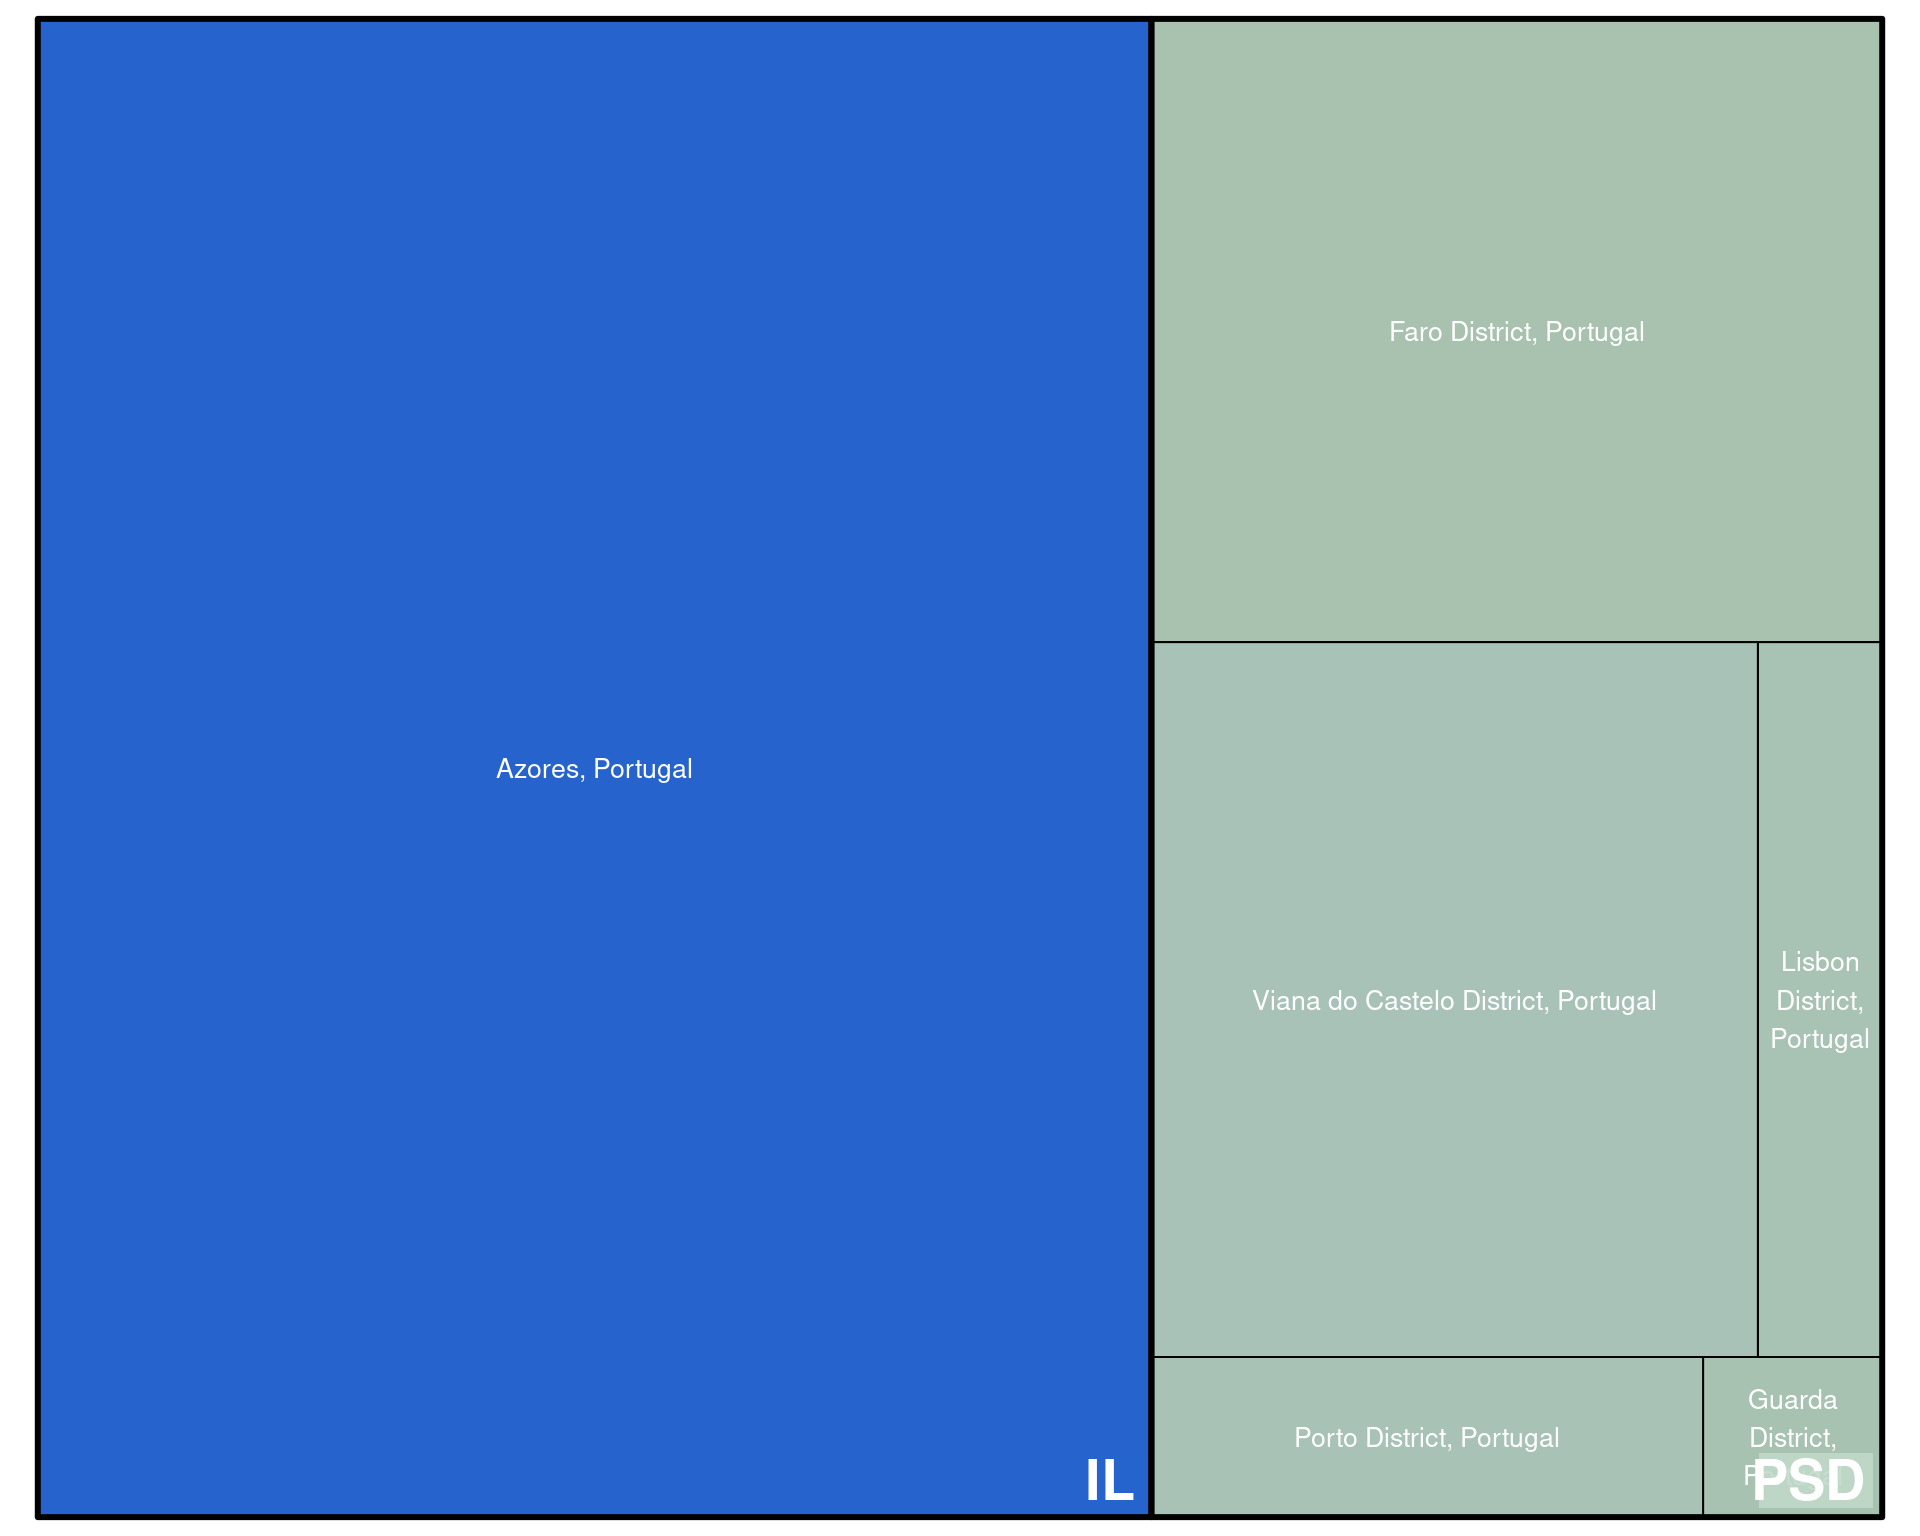 Azores, Portugal
IL
Faro District, Portugal
Viana do Castelo District, Portugal
Lisbon
District,
Portugal
Porto District, Portugal
Guarda
District,
PSD